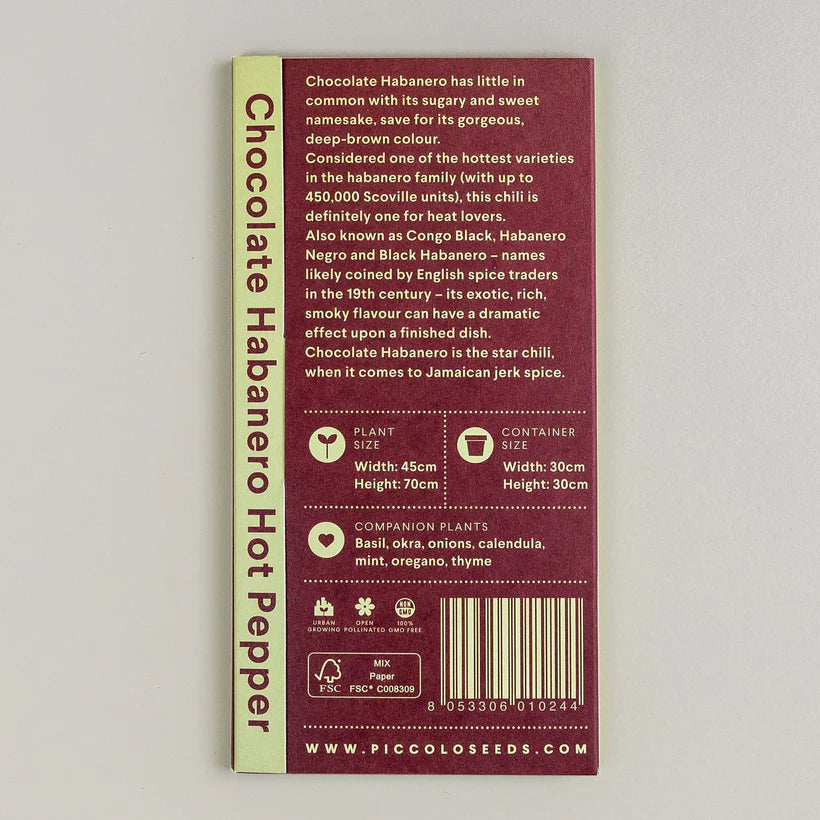 Chocolate Habanero Hot Pepper
Chocolate Habanero has little in
common with its sugary and sweet
namesake, save for its gorgeous,
deep-brown colour.
Considered one of the hottest varieties
in the habanero family (with up to
450,000 Scoville units), this chili is
definitely one for heat lovers.
Also known as Congo Black, Habanero
Negro and Black Habanero – names
likely coined by English spice traders
in the 19th century – its exotic, rich,
smoky flavour can have a dramatic
effect upon a finished dish.
Chocolate Habanero is the star chili,
when it comes to Jamaican jerk spice.
PLANT
SIZE
Width: 45cm
Height: 70cm
CONTAINER
SIZE
Width: 30cm
Height: 30cm
COMPANION PLANTS
Basil, okra, onions, calendula,
mint, oregano, thyme
URBAN
GROWING
OPEN
POLLINATED
NON
GMO
100%
GMO FREE
FSC
MIX
Paper
FSC® C008309
8 053306 010244
WWW.PICCOLOSEEDS.COM